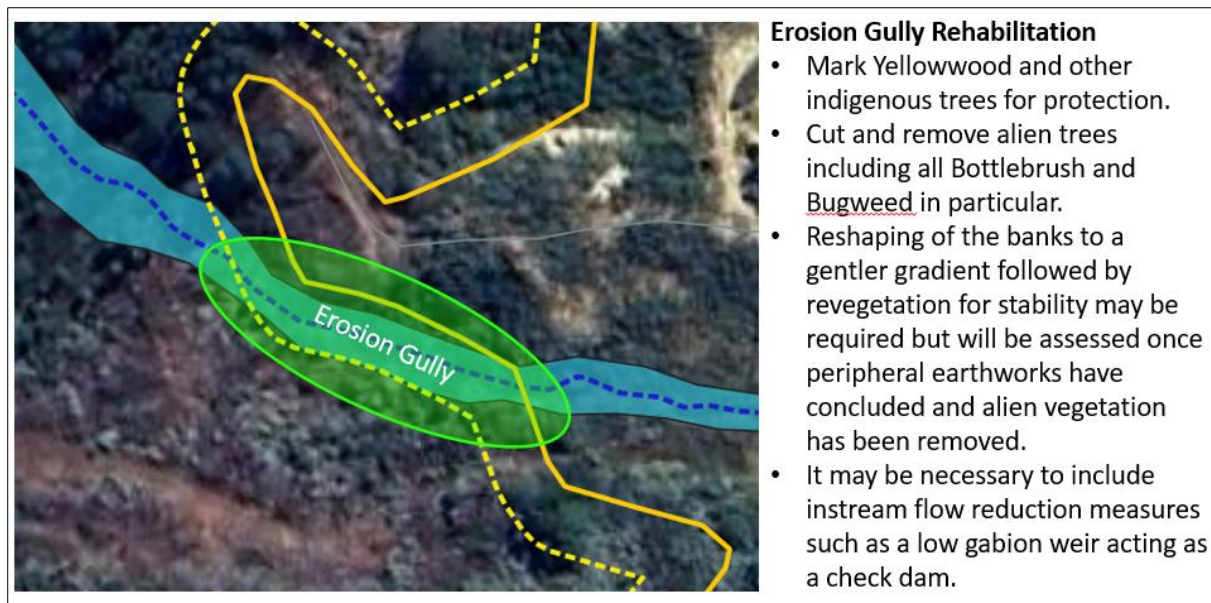 Erosion Gully
Erosion Gully Rehabilitation
• Mark Yellowwood and other
indigenous trees for protection.
• Cut and remove alien trees
including all Bottlebrush and
Bugweed in particular.
• Reshaping of the banks to a
gentler gradient followed by
revegetation for stability may be
required but will be assessed once
peripheral earthworks have
concluded and alien vegetation
has been removed.
• It may be necessary to include
instream flow reduction measures
such as a low gabion weir acting as
a check dam.